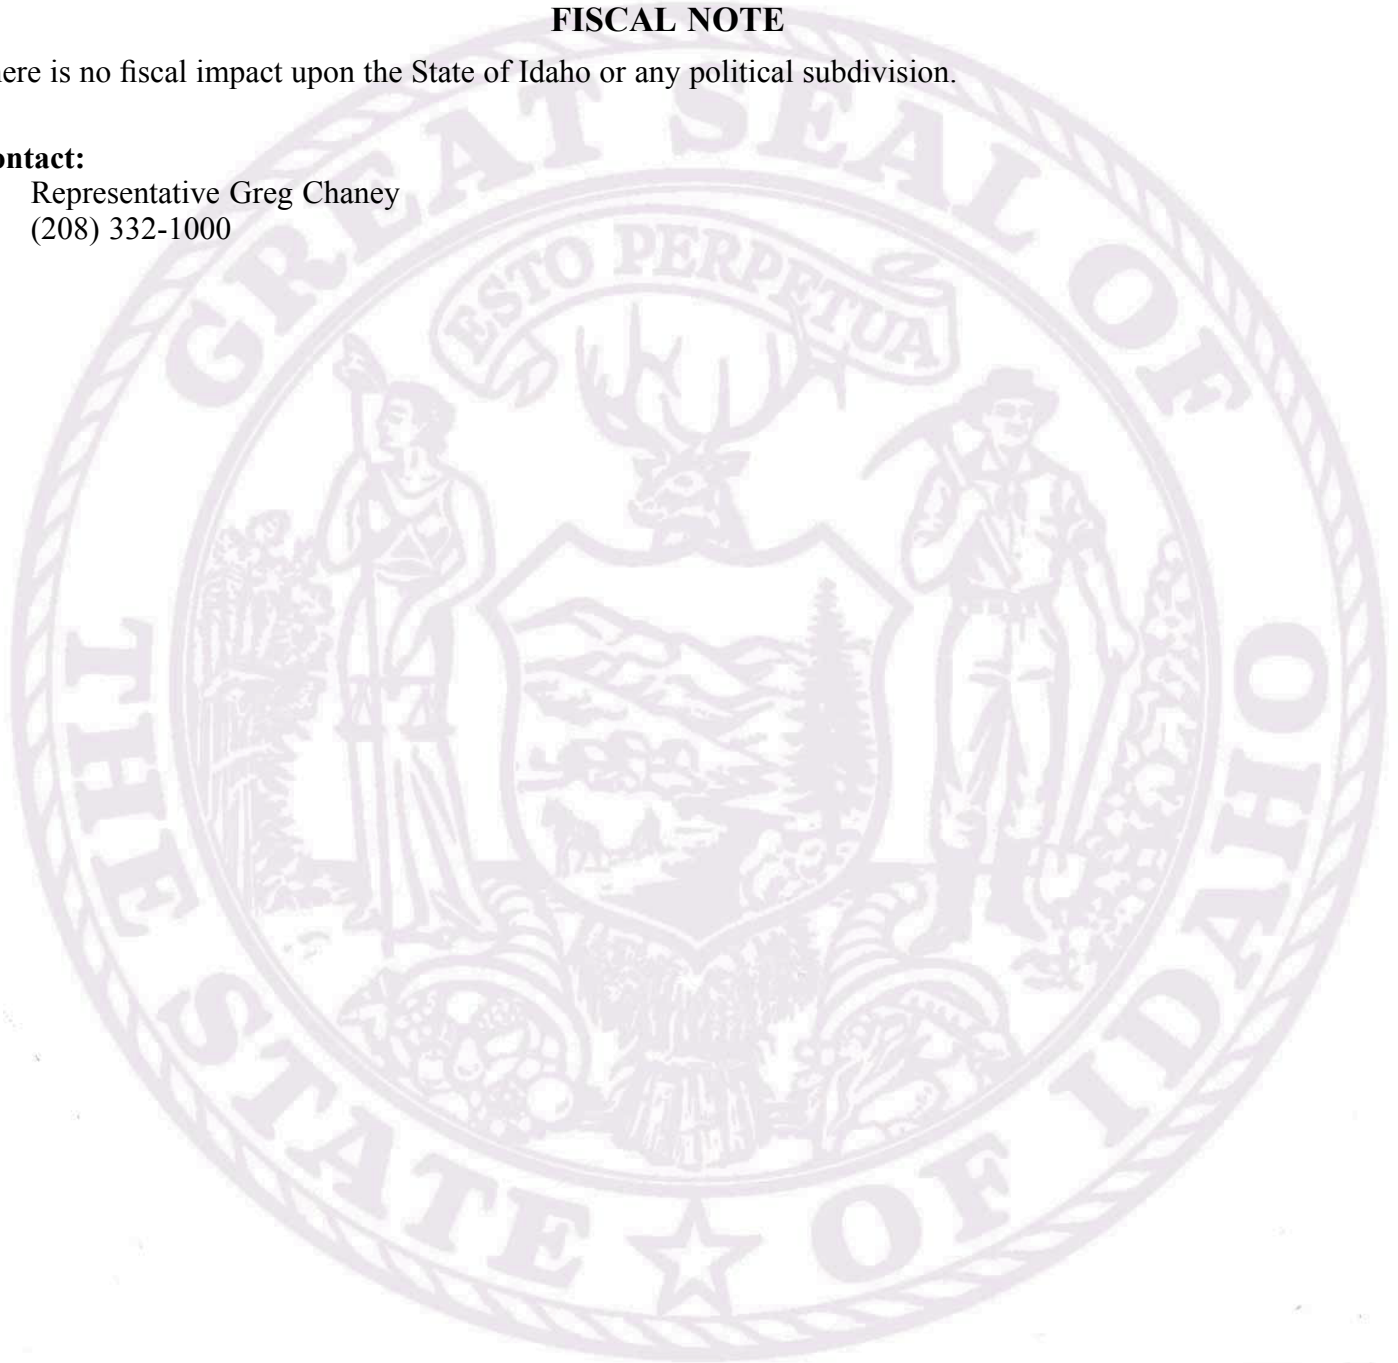 FISCAL NOTE
here is no fiscal impact upon the State of Idaho or any political subdivision.
ontact:
Representative Greg Chaney
(208) 332-1000
GREAT SEAL OF
THE STATE OF IDAHO
ESTO PERPETUA